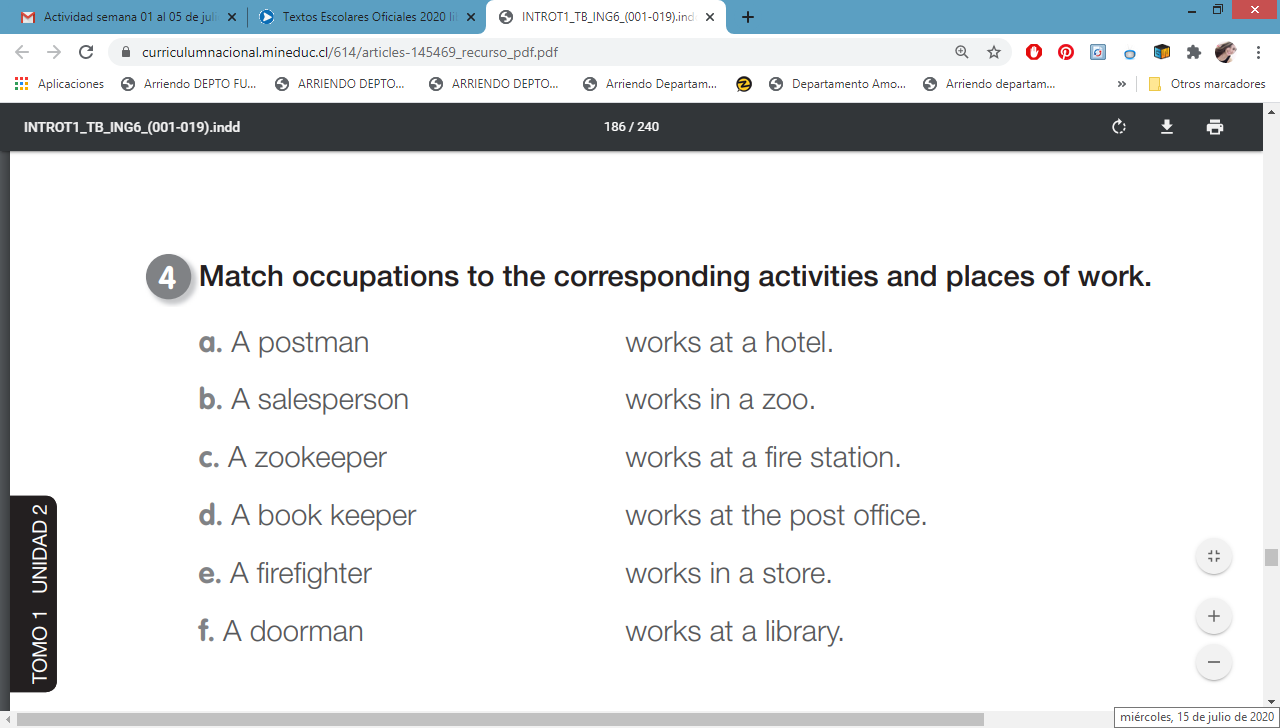 Actividad semana 01 al 05 de juli
Textos Escolares Oficiales 2020 li
INTROT1_TB_ING6_(001-019).ind
curriculumnacional.mineduc.cl/614/articles-145469_recurso_pdf.pdf
Aplicaciones
Arriendo DEPTO FU...
ARRIENDO DEPTO...
ARRIENDO DEPTO...
Arriendo Departam...
Departamento Amo...
Arriendo departam...
»
Otros marcadores
INTROT1_TB_ING6_(001-019).indd
186 / 240
4 Match occupations to the corresponding activities and places of work.
a. A postman works at a hotel.
b. A salesperson works in a zoo.
c. A zookeeper works at a fire station.
d. A book keeper works at the post office.
e. A firefighter works in a store.
f. A doorman works at a library.
TOMO 1 UNIDAD 2
miércoles, 15 de julio de 2020